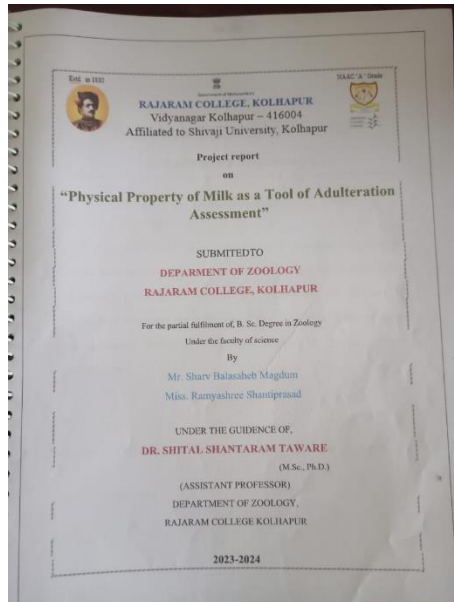 Estd. in 1880
NAAC "A" Grade
Government of Maharashtra's
RAJARAM COLLEGE, KOLHAPUR
Vidyanagar Kolhapur – 416004
Affiliated to Shivaji University, Kolhapur
Project report
on
“Physical Property of Milk as a Tool of Adulteration
Assessment”
SUBMITEDTO
DEPARMENT OF ZOOLOGY
RAJARAM COLLEGE, KOLHAPUR
For the partial fulfilment of, B. Sc. Degree in Zoology
Under the faculty of science
By
Mr. Sharv Balasaheb Magdum
Miss. Ramyashree Shantiprasad
UNDER THE GUIDENCE OF,
DR. SHITAL SHANTARAM TAWARE
(M.Sc., Ph.D.)
(ASSISTANT PROFESSOR)
DEPARTMENT OF ZOOLOGY,
RAJARAM COLLEGE KOLHAPUR
2023-2024